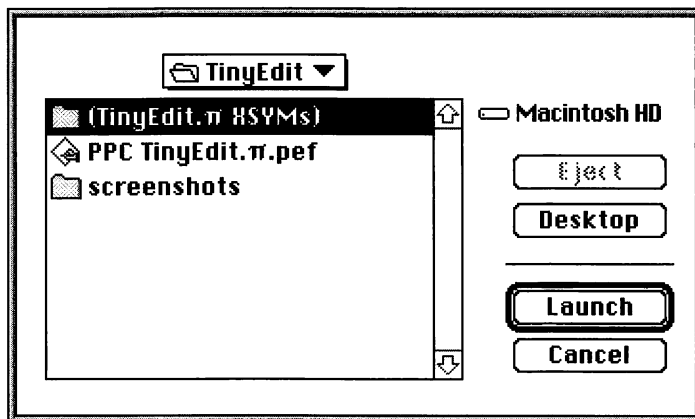 TinyEdit
(TinyEdit.π XSYMs)
Macintosh HD
PPC TinyEdit.π.pef
screenshots
Eject
Desktop
Launch
Cancel